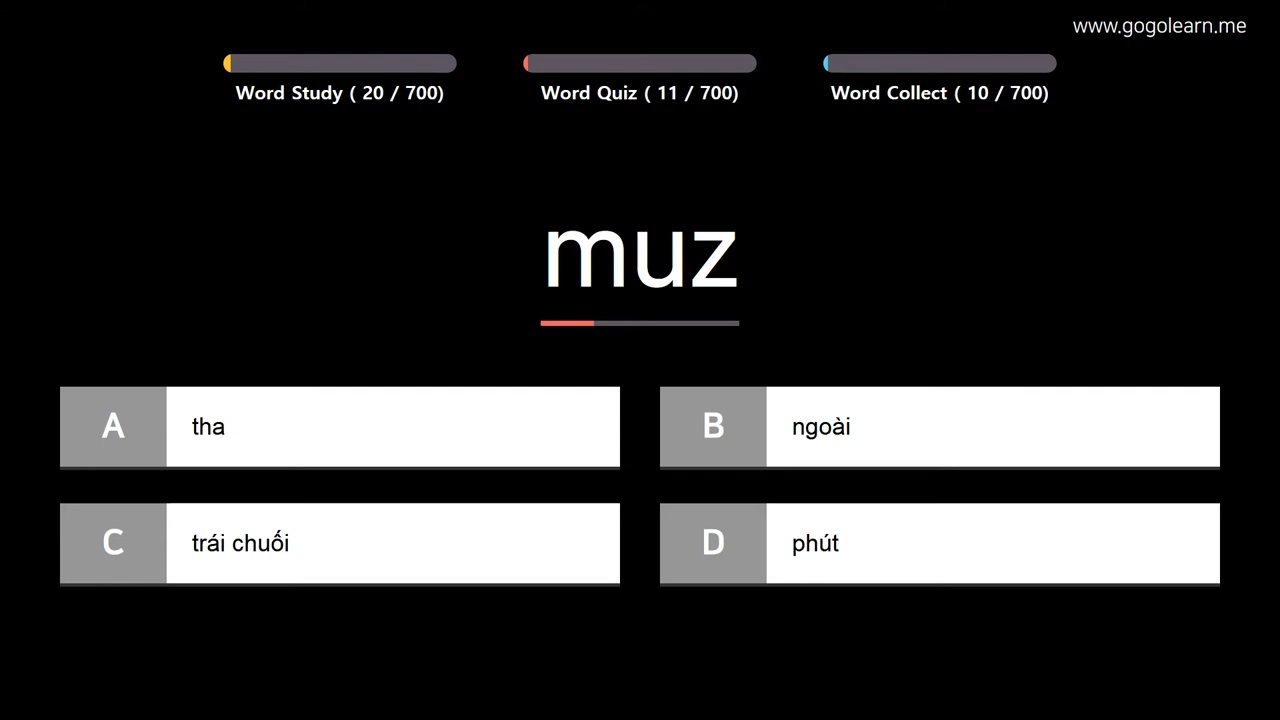 www.gogolearn.me
Word Study ( 20 / 700)
Word Quiz ( 11 / 700)
Word Collect ( 10 / 700)
muz
A tha
B ngoài
C trái chuối
D phút